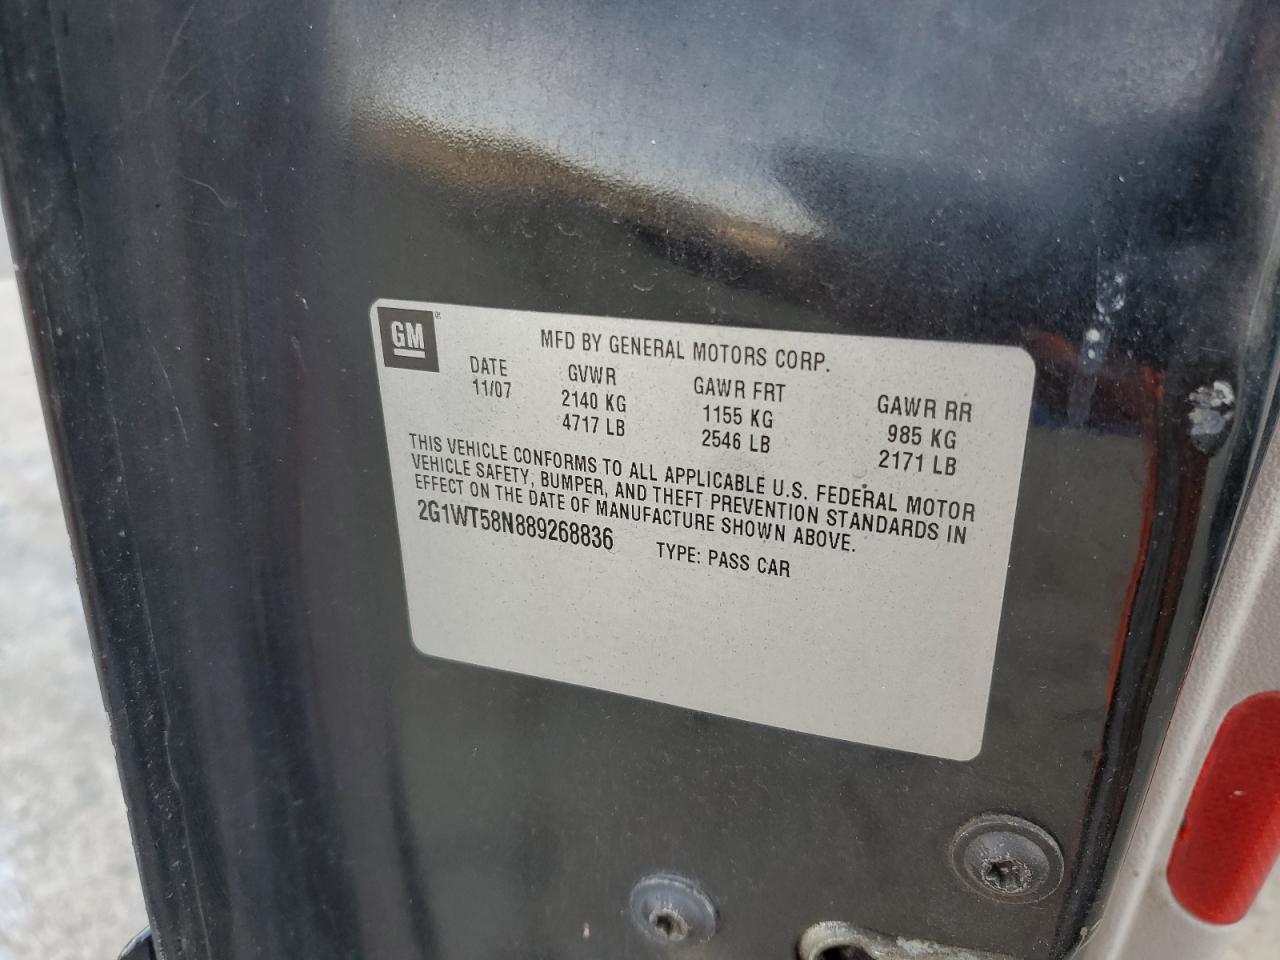 GM
MFD BY GENERAL MOTORS CORP.
DATE GVWR GAWR FRT GAWR RR
11/07 2140 KG 1155 KG 985 KG
4717 LB 2546 LB 2171 LB
THIS VEHICLE CONFORMS TO ALL APPLICABLE U.S. FEDERAL MOTOR
VEHICLE SAFETY, BUMPER, AND THEFT PREVENTION STANDARDS IN
EFFECT ON THE DATE OF MANUFACTURE SHOWN ABOVE.
2G1WT58N889268836 TYPE: PASS CAR